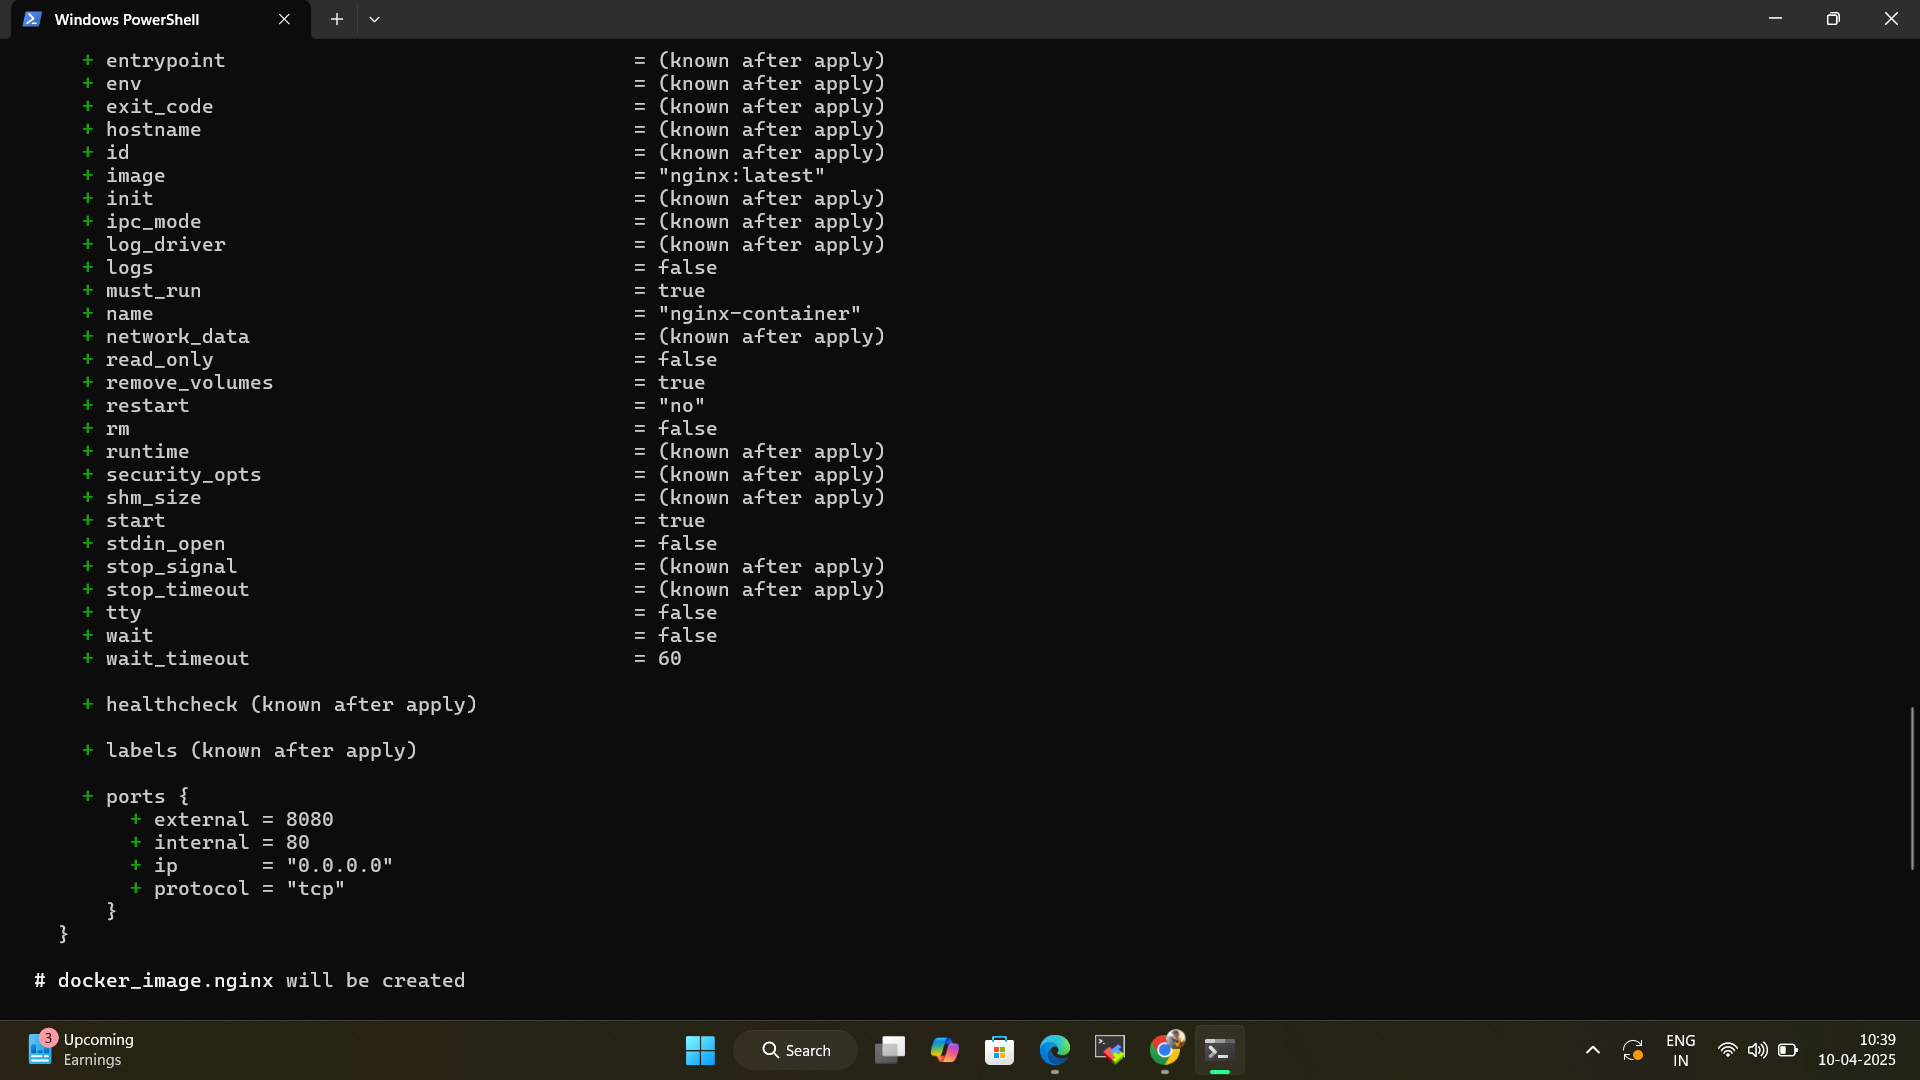 Windows PowerShell
+ entrypoint = (known after apply)
+ env = (known after apply)
+ exit_code = (known after apply)
+ hostname = (known after apply)
+ id = (known after apply)
+ image = "nginx:latest"
+ init = (known after apply)
+ ipc_mode = (known after apply)
+ log_driver = (known after apply)
+ logs = false
+ must_run = true
+ name = "nginx-container"
+ network_data = (known after apply)
+ read_only = false
+ remove_volumes = true
+ restart = "no"
+ rm = false
+ runtime = (known after apply)
+ security_opts = (known after apply)
+ shm_size = (known after apply)
+ start = true
+ stdin_open = false
+ stop_signal = (known after apply)
+ stop_timeout = (known after apply)
+ tty = false
+ wait = false
+ wait_timeout = 60
+ healthcheck (known after apply)
+ labels (known after apply)
+ ports {
+ external = 8080
+ internal = 80
+ ip = "0.0.0.0"
+ protocol = "tcp"
}
}
# docker_image.nginx will be created
3
Upcoming
Earnings
Search
ENG
IN
10:39
10-04-2025